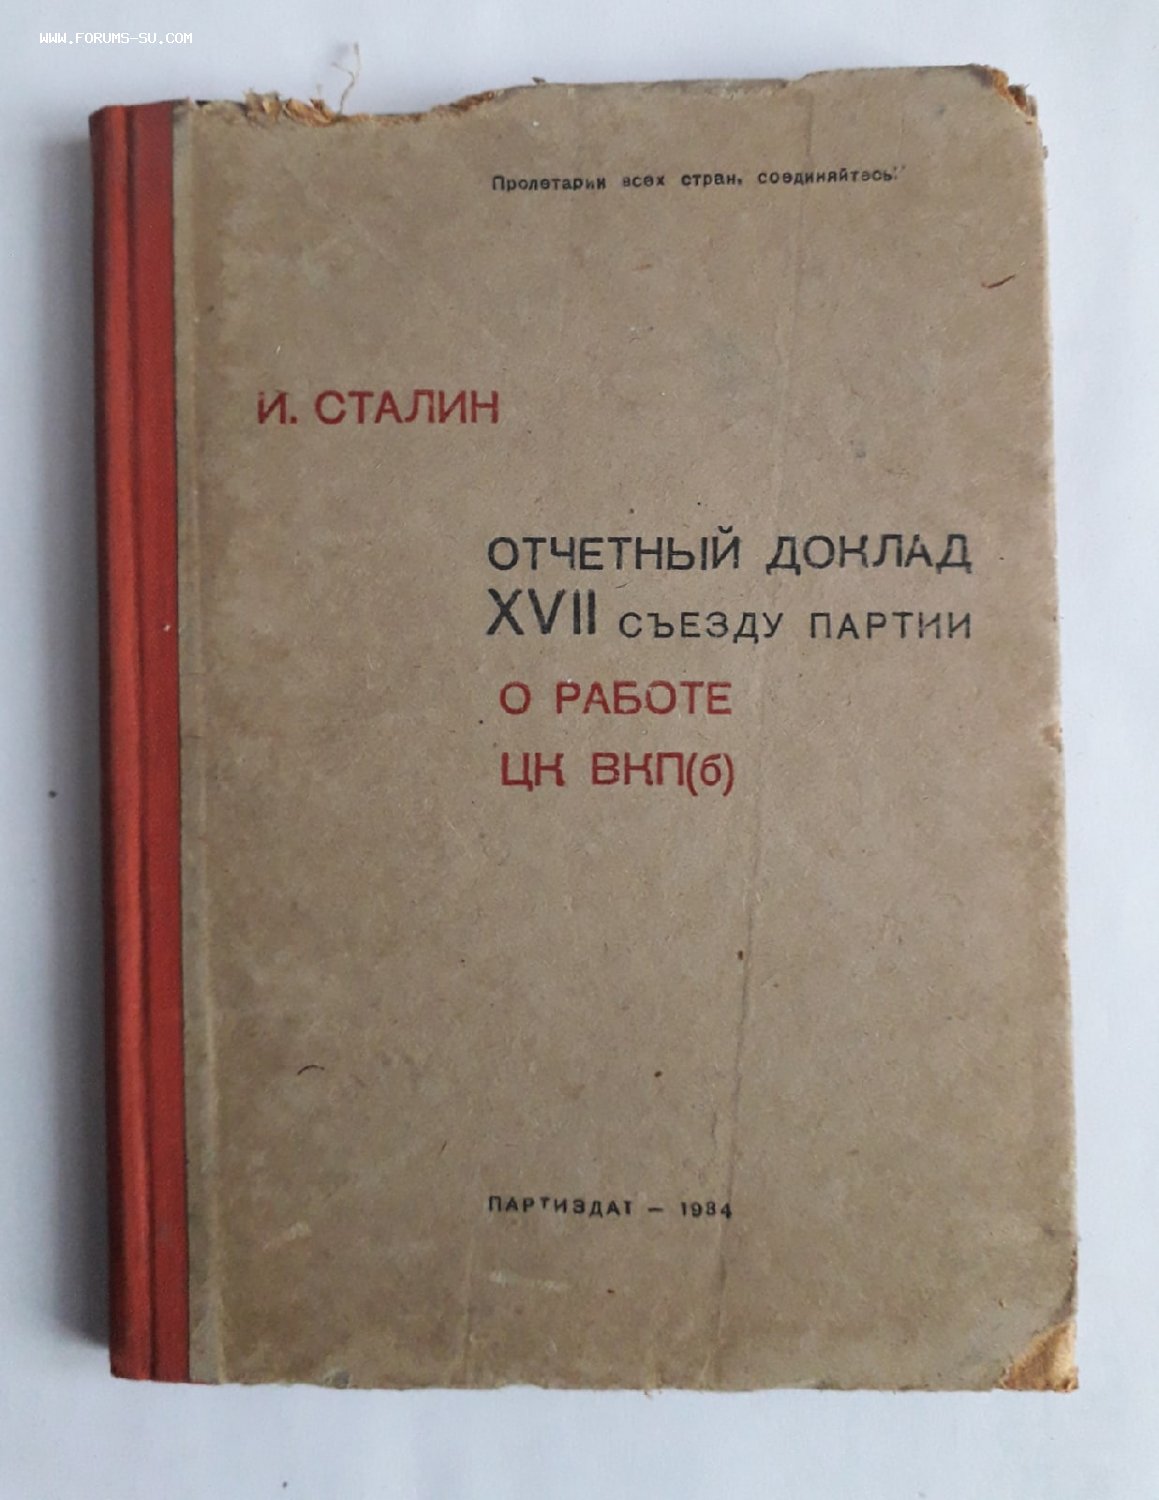 WWW.FORUMS-SU.COM
Пролетарии всех стран, соединяйтесь!
И. СТАЛИН
ОТЧЕТНЫЙ ДОКЛАД
XVII СЪЕЗДУ ПАРТИИ
О РАБОТЕ
ЦК ВКП(б)
ПАРТИЗДАТ — 1934